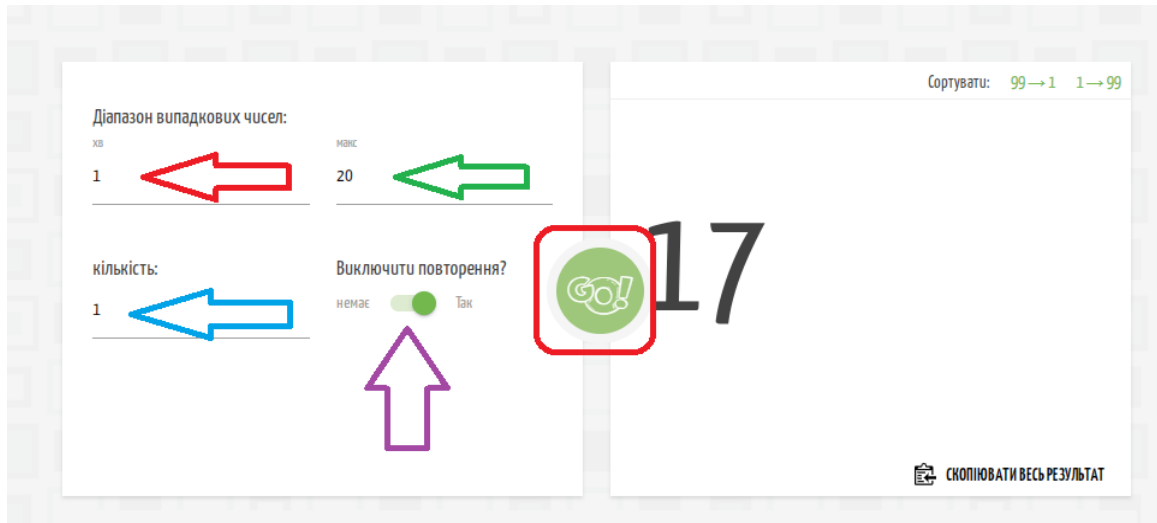 Діапазон випадкових чисел:
хв
1
макс
20
кількість:
1
Виключити повторення?
немає Так
GO!
Сортувати: 99→1 1→99
17
СКОПІЮВАТИ ВЕСЬ РЕЗУЛЬТАТ